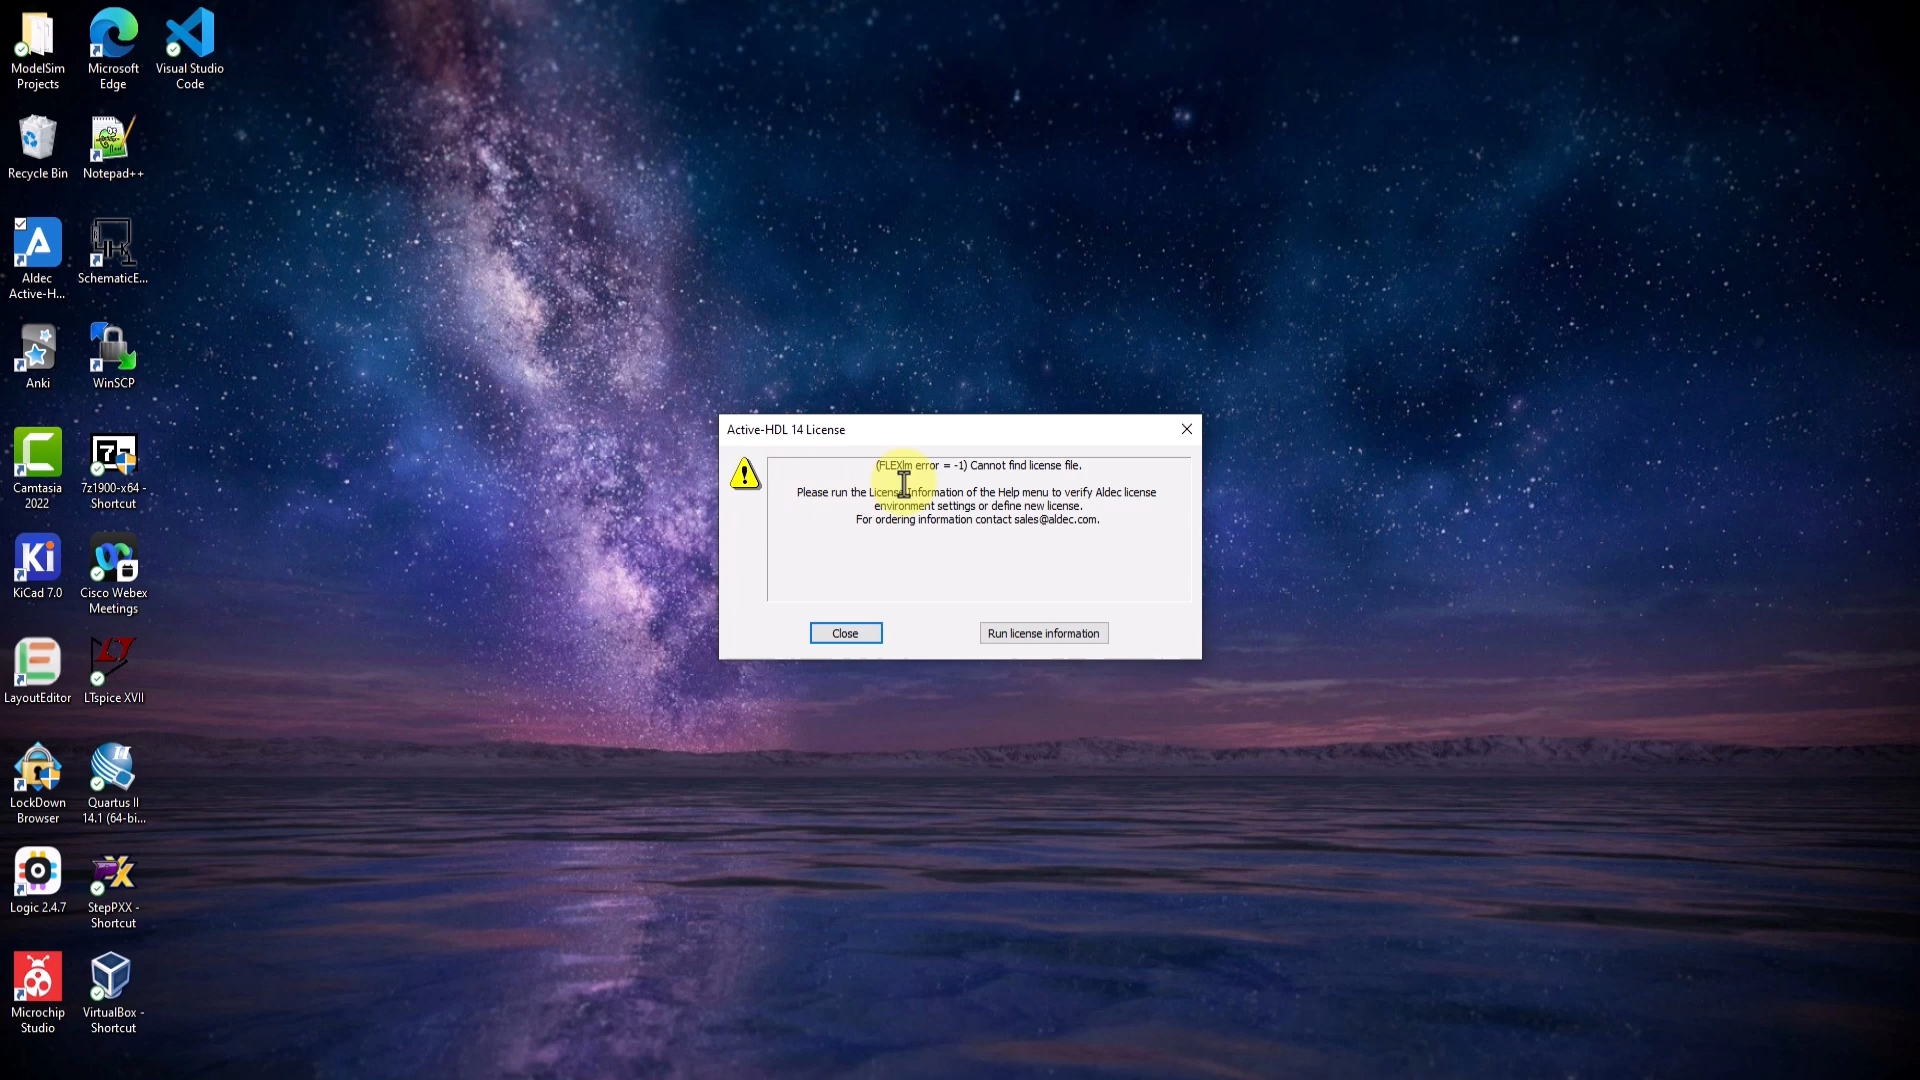 ModelSim
Projects
Microsoft
Edge
Visual Studio
Code
Recycle Bin
Notepad++
Aldec
Active-H...
SchematicE...
Anki
WinSCP
Camtasia
2022
7z1900-x64 -
Shortcut
KiCad 7.0
Cisco Webex
Meetings
LayoutEditor
LTspice XVII
LockDown
Browser
Quartus II
14.1 (64-bi...
Logic 2.4.7
StepPXX -
Shortcut
Microchip
Studio
VirtualBox -
Shortcut
Active-HDL 14 License
(FLEXlm error = -1) Cannot find license file.
Please run the License Information of the Help menu to verify Aldec license
environment settings or define new license.
For ordering information contact sales@aldec.com.
Close
Run license information